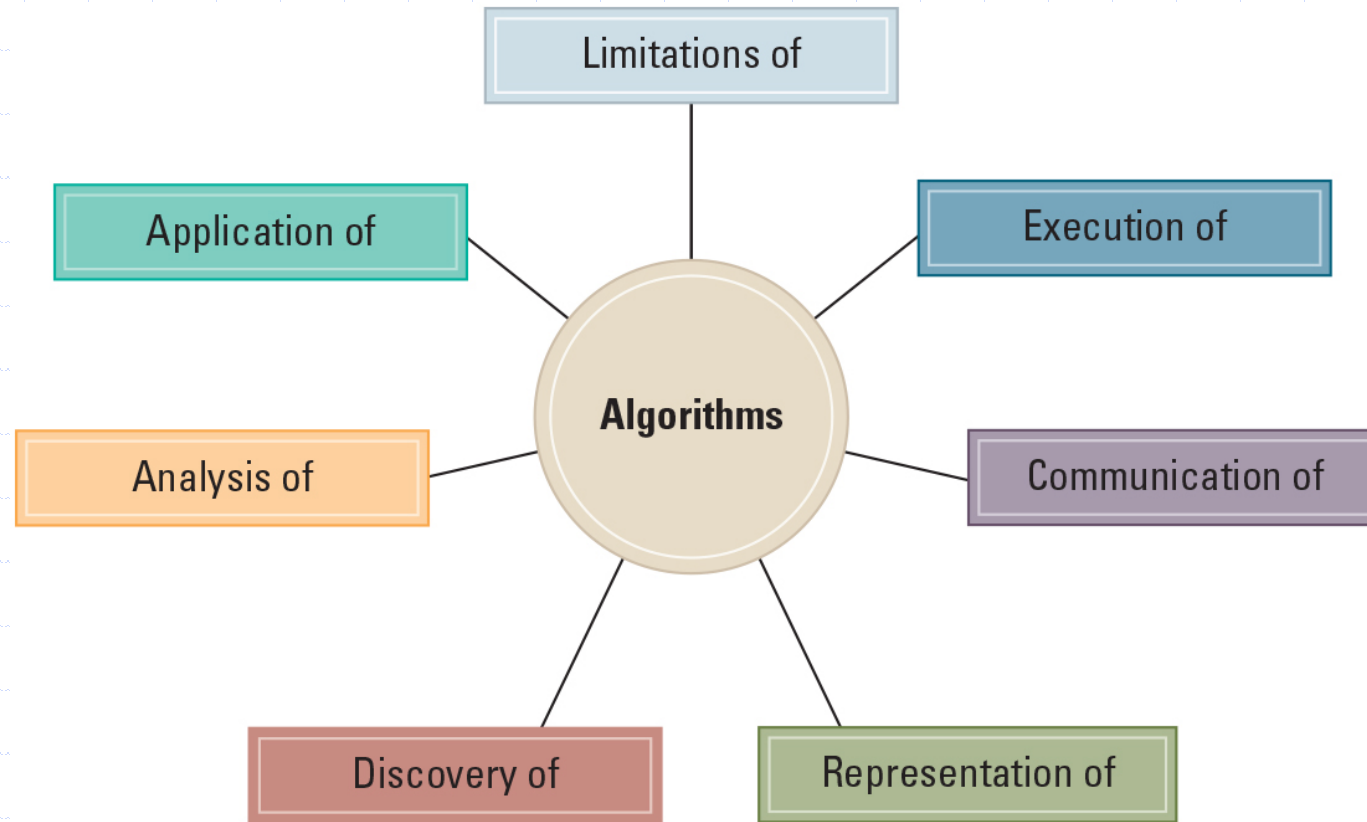 Limitations of
Application of
Execution of
Algorithms
Analysis of
Communication of
Discovery of
Representation of